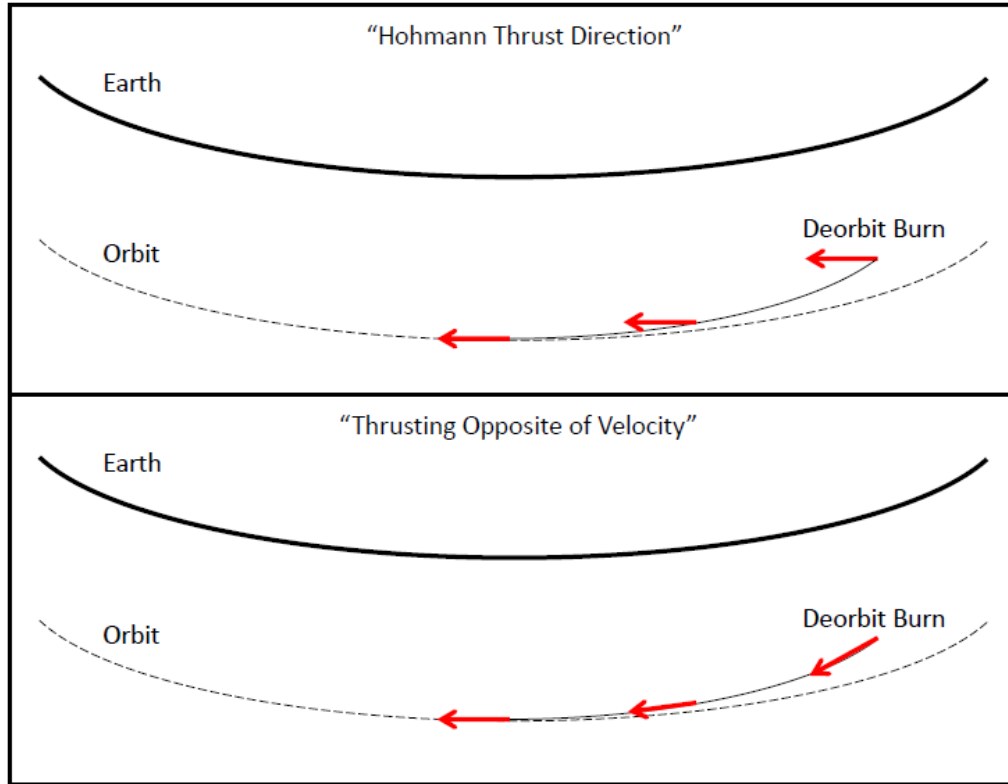 “Hohmann Thrust Direction”
Earth
Deorbit Burn
Orbit
“Thrusting Opposite of Velocity”
Earth
Deorbit Burn
Orbit